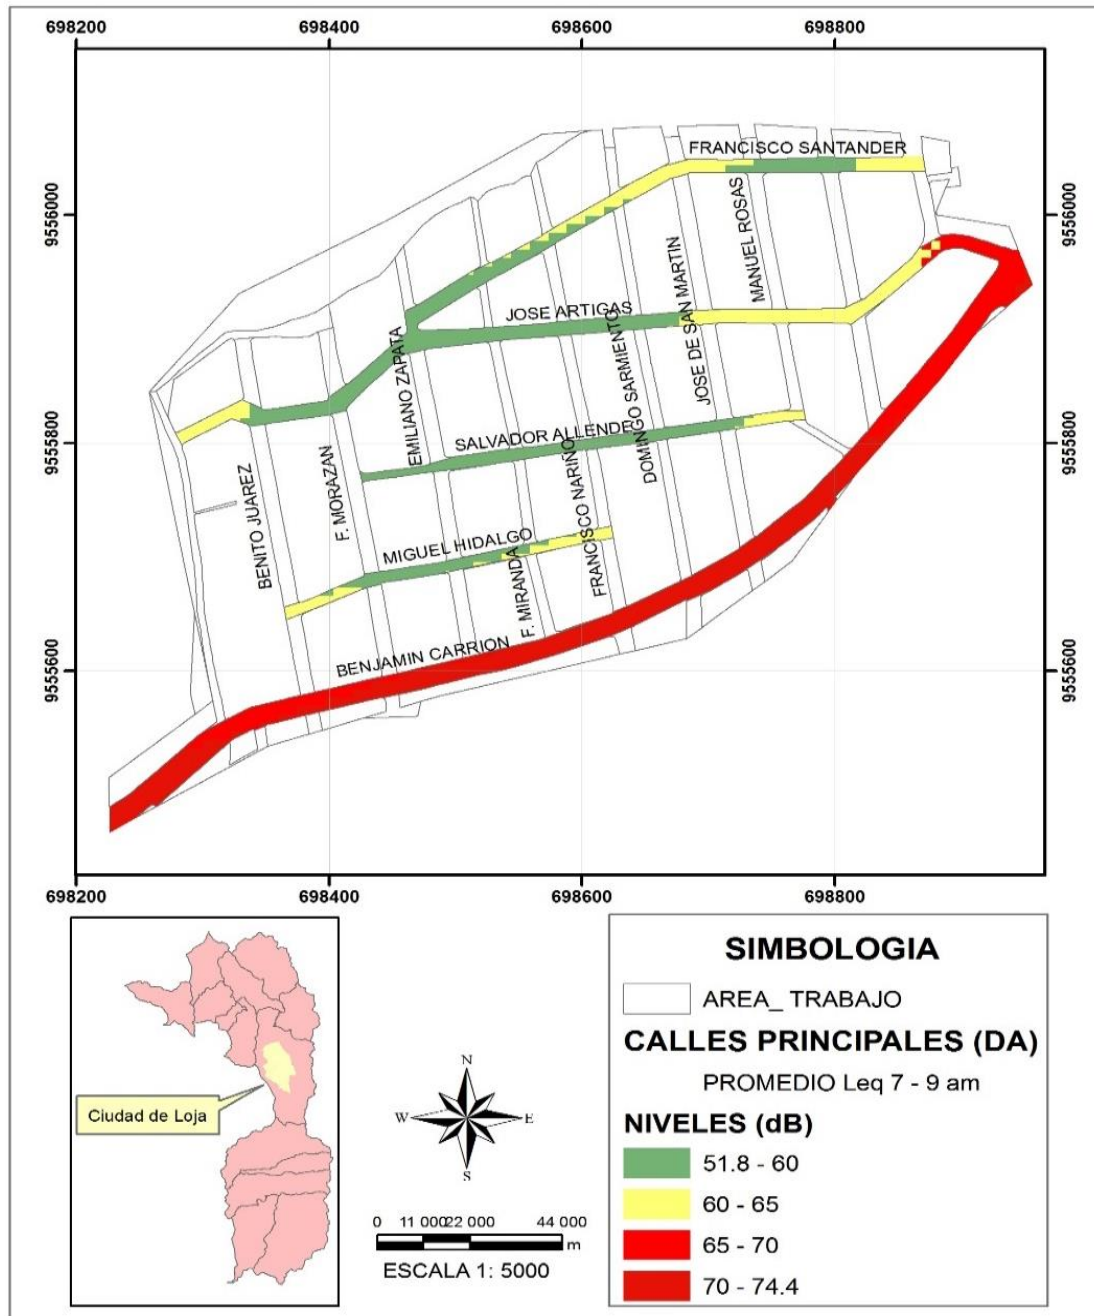 698200 698400 698600 698800
9556000
9555800
9555600
9556000
9555800
9555600
FRANCISCO SANTANDER
MANUEL ROSAS
JOSE DE SAN MARTIN
JOSE ARTIGAS
DOMINGO SARMIENTO
EMILIANO ZAPATA
SALVADOR ALLENDE
FRANCISCO NARIÑO
F. MORAZAN
BENITO JUAREZ
MIGUEL HIDALGO
F. MIRANDA
BENJAMIN CARRION
698200 698400 698600 698800
Ciudad de Loja
N
W E
S
0 11 000 22 000 44 000
m
ESCALA 1: 5000
SIMBOLOGIA
AREA_ TRABAJO
CALLES PRINCIPALES (DA)
PROMEDIO Leq 7 - 9 am
NIVELES (dB)
51.8 - 60
60 - 65
65 - 70
70 - 74.4